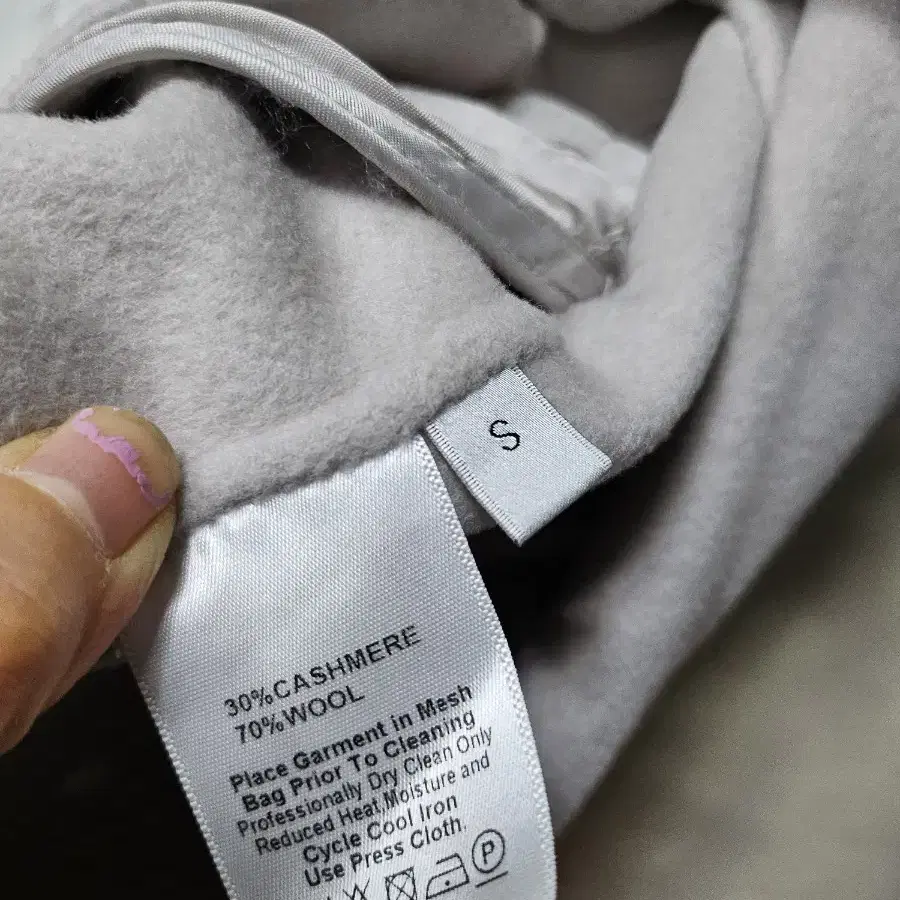 S
30%CASHMERE
70%WOOL
Place Garment in Mesh
Bag Prior To Cleaning
Professionally Dry Clean Only
Reduced Heat,Moisture and
Cycle Cool Iron
Use Press Cloth.
P